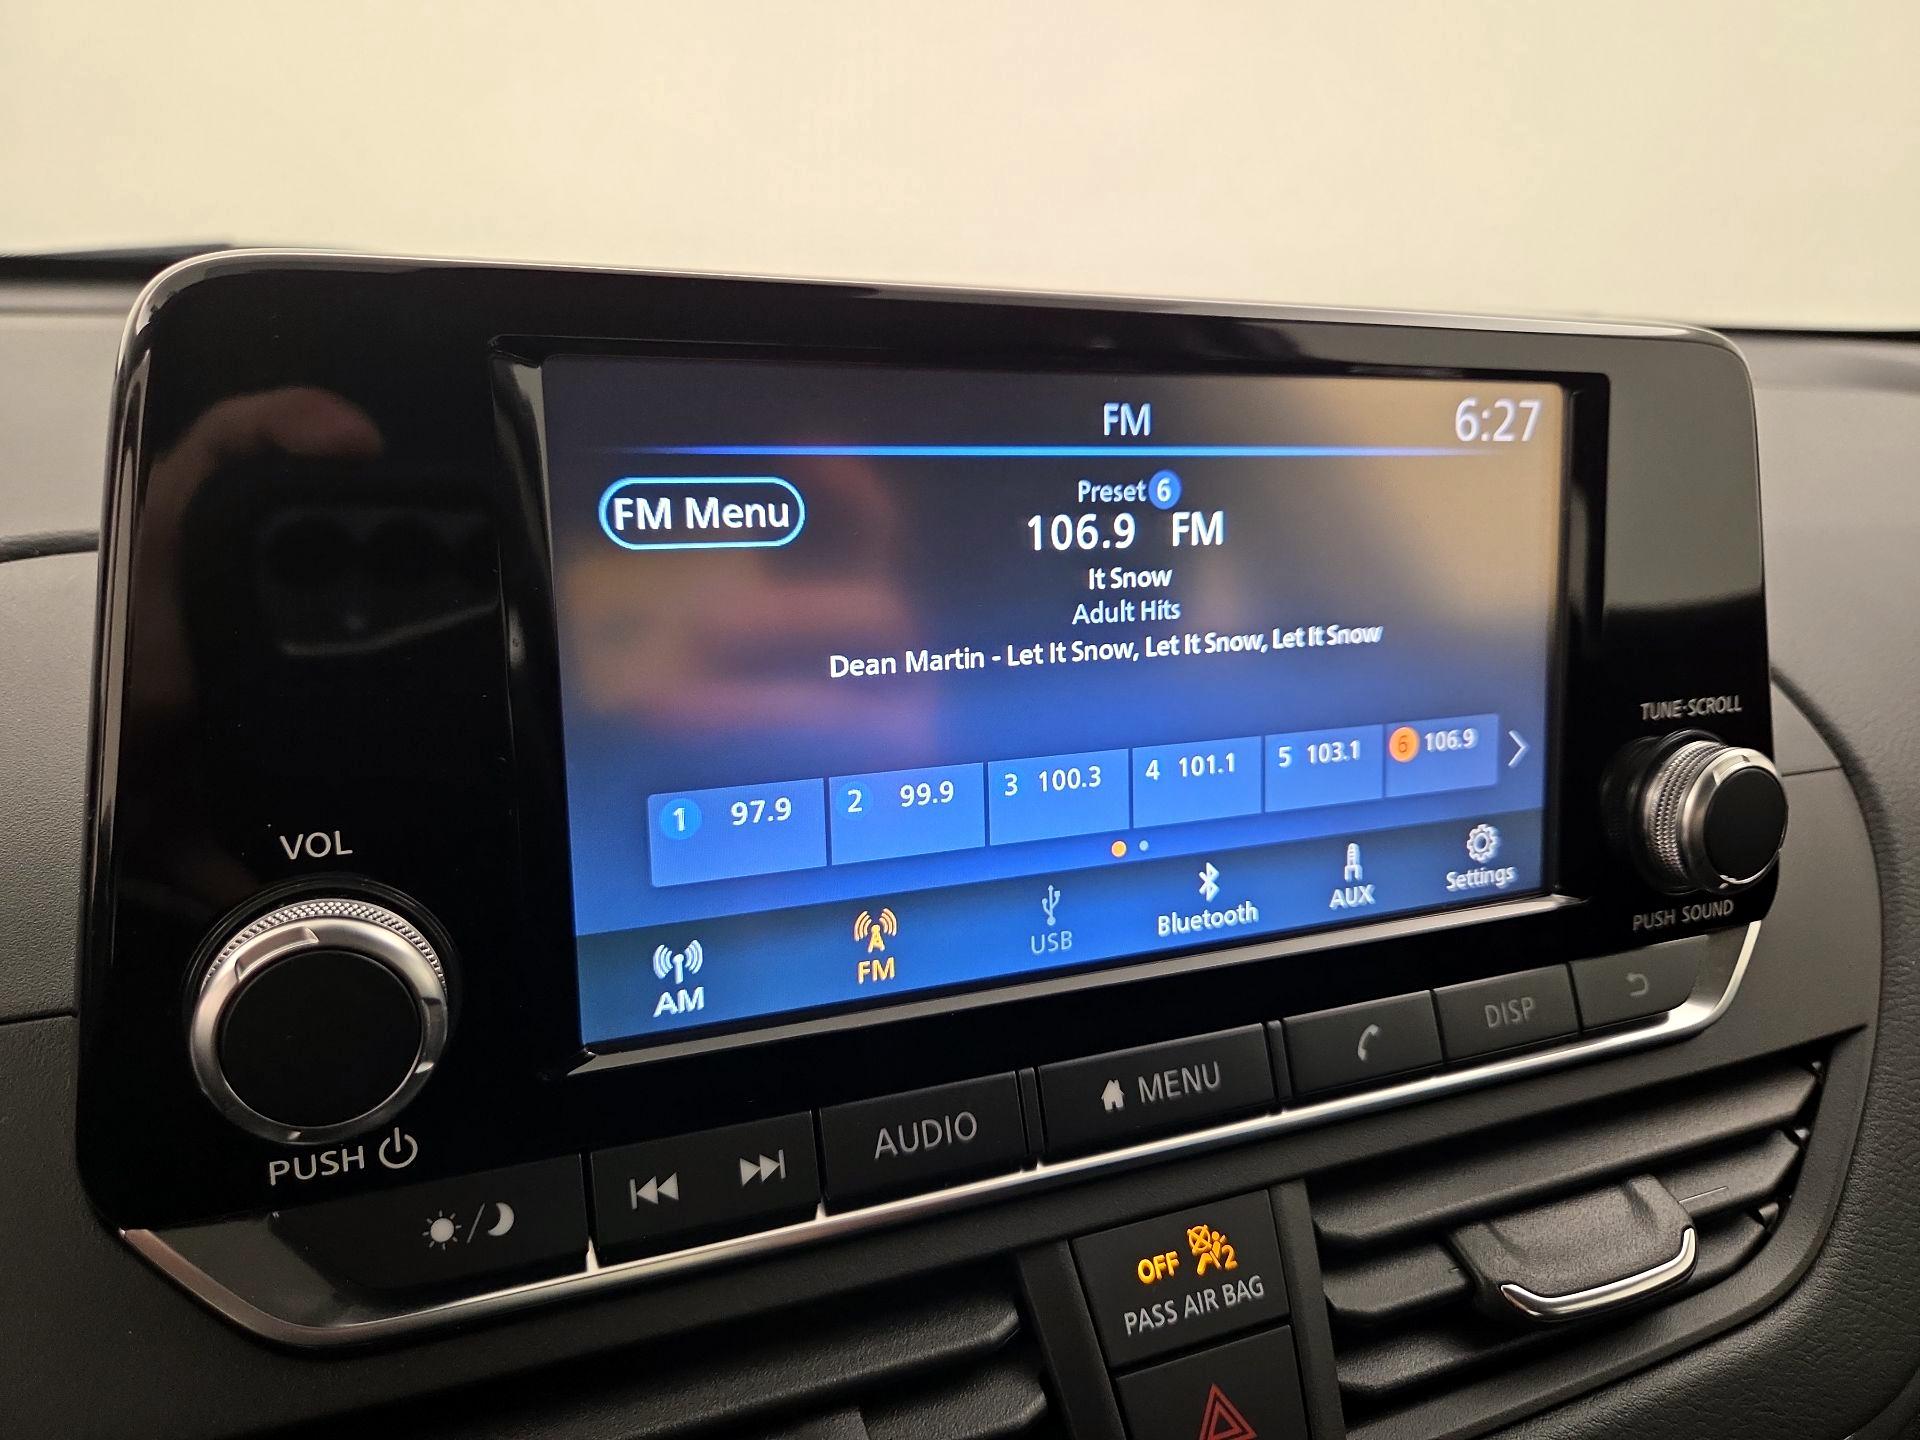 FM 6:27
FM Menu
Preset 6
106.9 FM
It Snow
Adult Hits
Dean Martin - Let It Snow, Let It Snow, Let It Snow
1 97.9 2 99.9 3 100.3 4 101.1 5 103.1 6 106.9
AM FM USB Bluetooth AUX Settings
VOL
PUSH
TUNE·SCROLL
PUSH SOUND
AUDIO MENU DISP
OFF 2
PASS AIR BAG